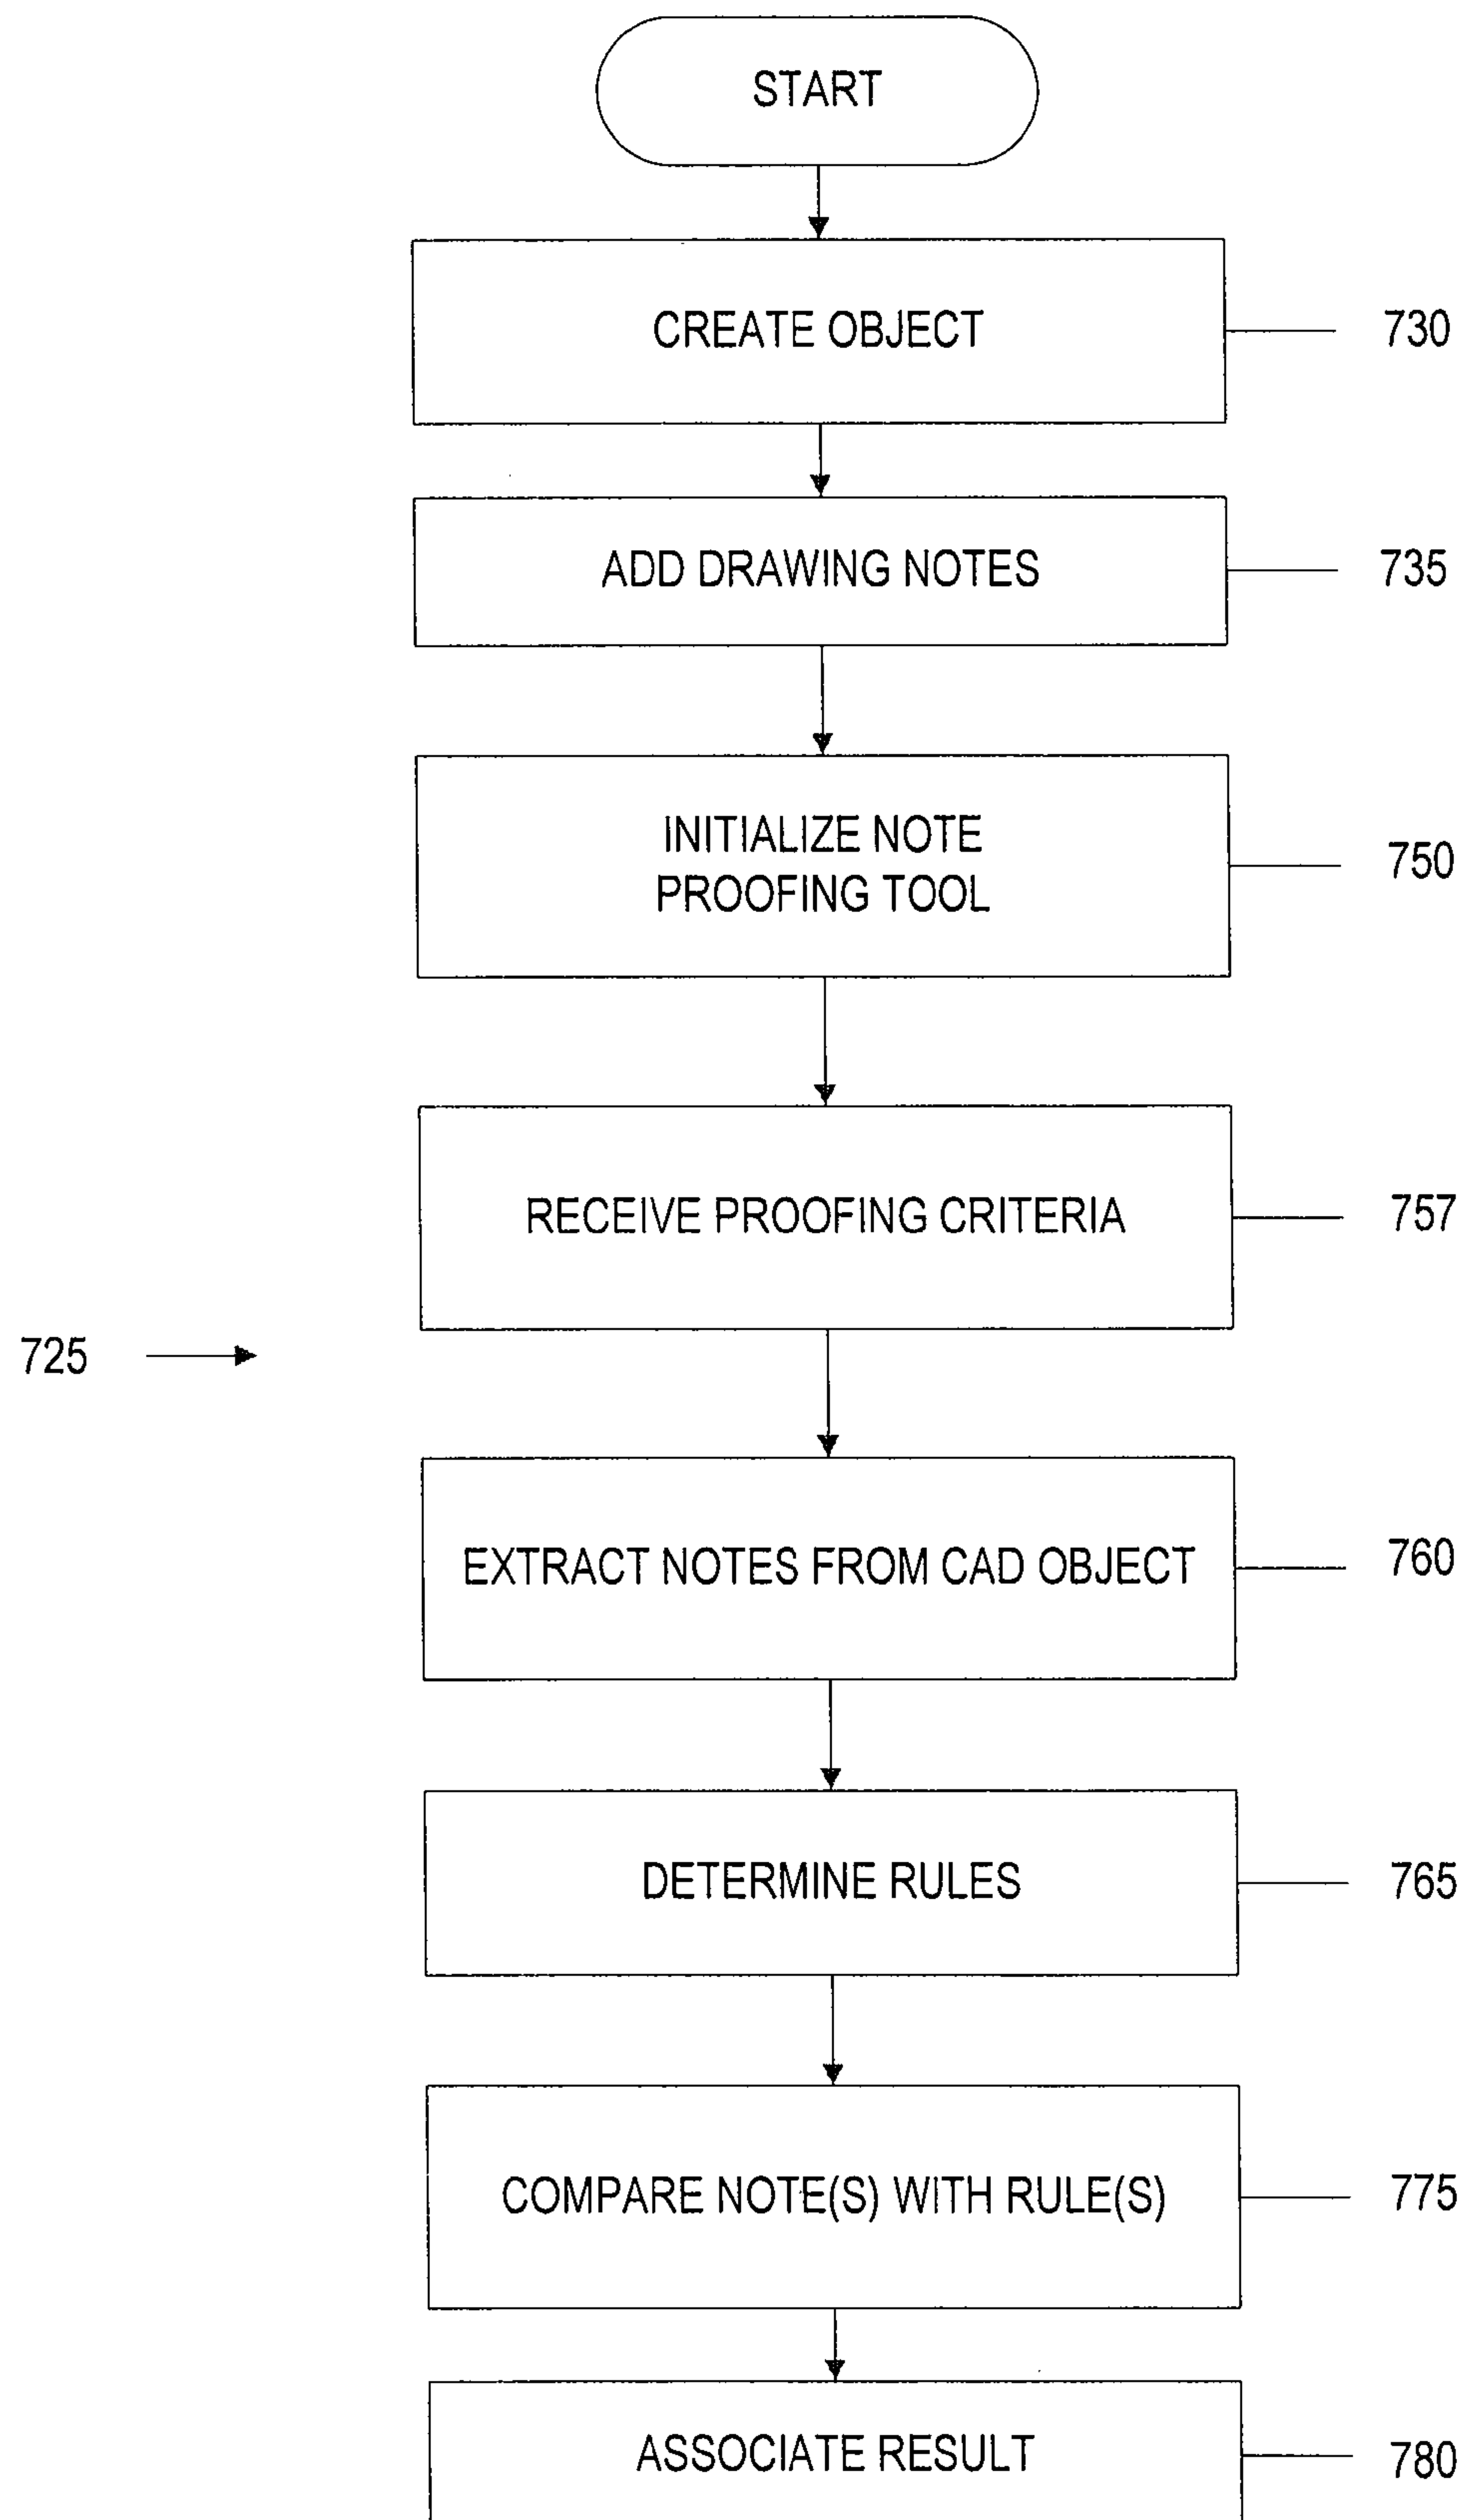 START
CREATE OBJECT
730
ADD DRAWING NOTES
735
INITIALIZE NOTE
PROOFING TOOL
750
RECEIVE PROOFING CRITERIA
757
725
EXTRACT NOTES FROM CAD OBJECT
760
DETERMINE RULES
765
COMPARE NOTE(S) WITH RULE(S)
775
ASSOCIATE RESULT
780